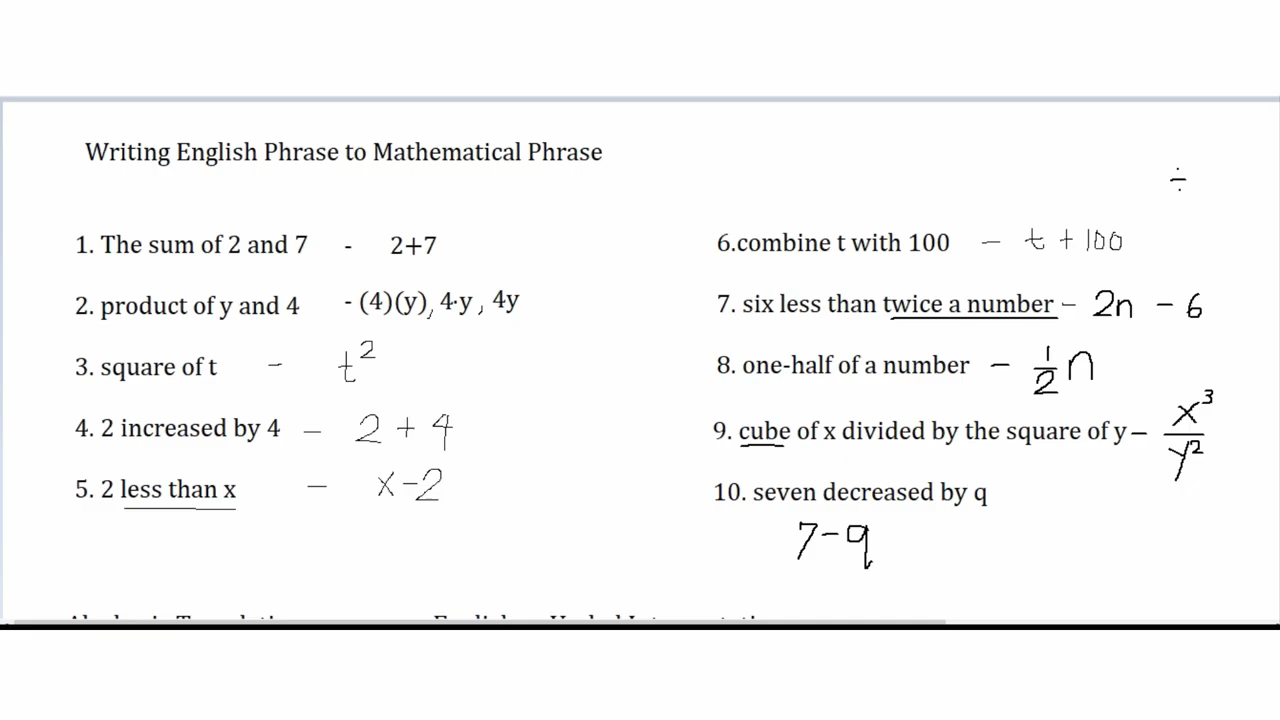 Writing English Phrase to Mathematical Phrase
÷
1. The sum of 2 and 7 - 2+7
2. product of y and 4 - (4)(y), 4·y , 4y
3. square of t - t²
4. 2 increased by 4 - 2 + 4
5. 2 less than x - x-2
6.combine t with 100 - t + 100
7. six less than twice a number - 2n - 6
8. one-half of a number - 1/2 n
9. cube of x divided by the square of y - x³/y²
10. seven decreased by q
7-q